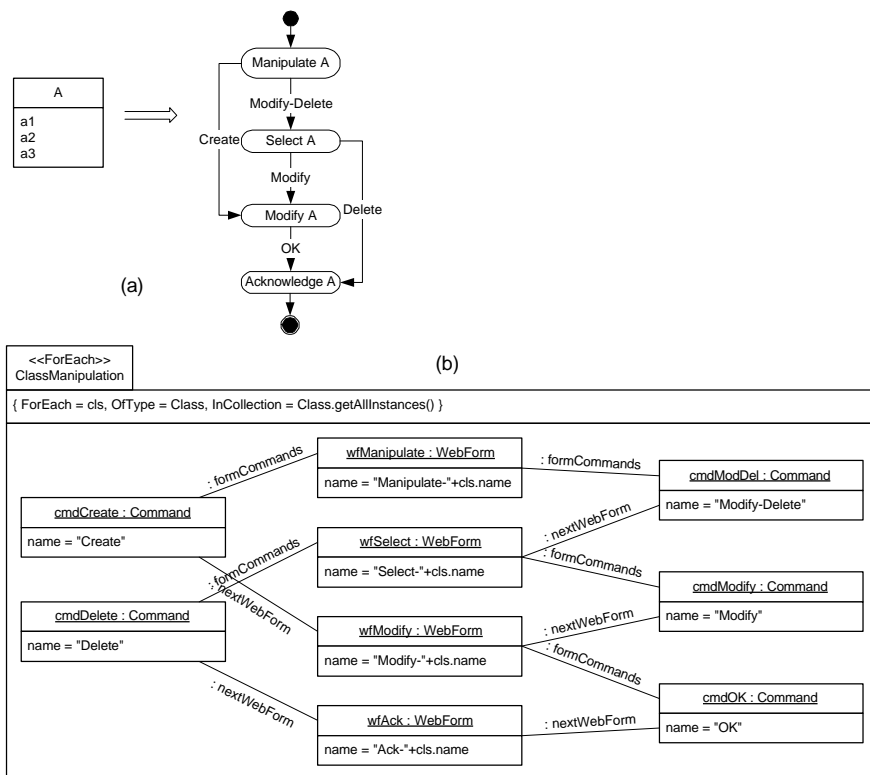 Manipulate A
A
a1
a2
a3
Modify-Delete
Create
Select A
Modify
Delete
Modify A
OK
Acknowledge A
(a)
(b)
<<ForEach>>
ClassManipulation
{ ForEach = cls, OfType = Class, InCollection = Class.getAllInstances() }
: formCommands
wfManipulate : WebForm
name = "Manipulate-"+cls.name
: formCommands
cmdModDel : Command
name = "Modify-Delete"
cmdCreate : Command
name = "Create"
: formCommands
: nextWebForm
wfSelect : WebForm
name = "Select-"+cls.name
: nextWebForm
: formCommands
cmdModify : Command
name = "Modify"
cmdDelete : Command
name = "Delete"
wfModify : WebForm
name = "Modify-"+cls.name
: nextWebForm
: formCommands
: nextWebForm
cmdOK : Command
name = "OK"
wfAck : WebForm
name = "Ack-"+cls.name
: nextWebForm